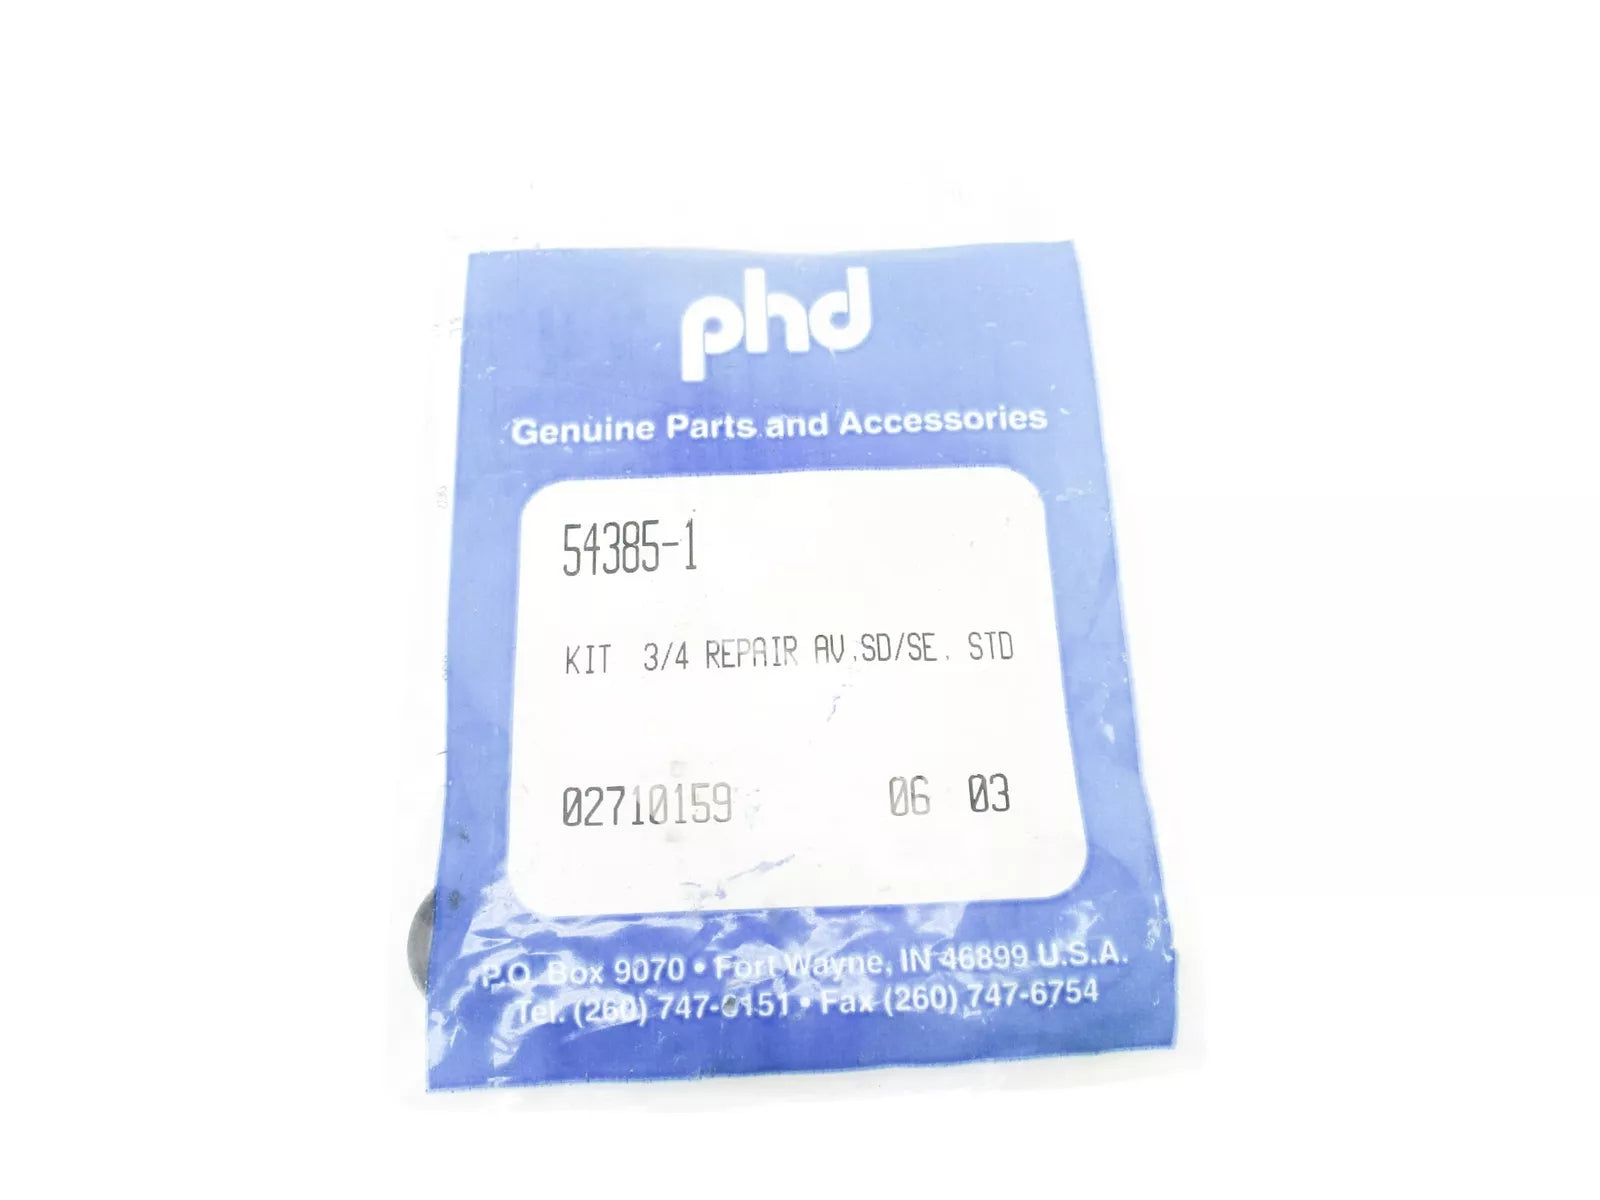 phd
Genuine Parts and Accessories
54385-1
KIT 3/4 REPAIR AV.SD/SE. STD
02710159 06 03
P.O. Box 9070 • Fort Wayne, IN 46899 U.S.A.
Tel. (260) 747-6151 • Fax (260) 747-6754